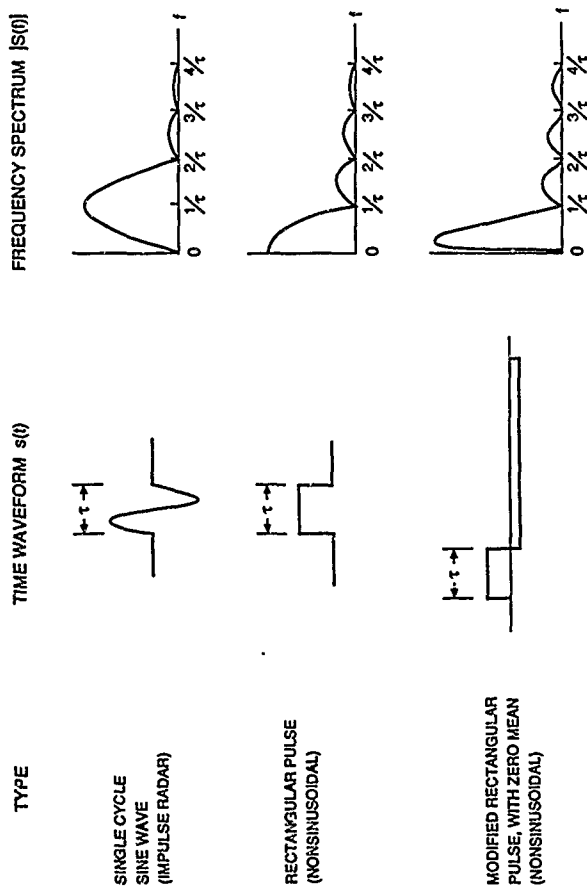 TYPE
TIME WAVEFORM s(t)
FREQUENCY SPECTRUM |S(f)|
SINGLE CYCLE
SINE WAVE
(IMPULSE RADAR)
τ
0 1/τ 2/τ 3/τ 4/τ f
RECTANGULAR PULSE
(NONSINUSOIDAL)
τ
0 1/τ 2/τ 3/τ 4/τ f
MODIFIED RECTANGULAR
PULSE, WITH ZERO MEAN
(NONSINUSOIDAL)
τ
0 1/τ 2/τ 3/τ 4/τ f